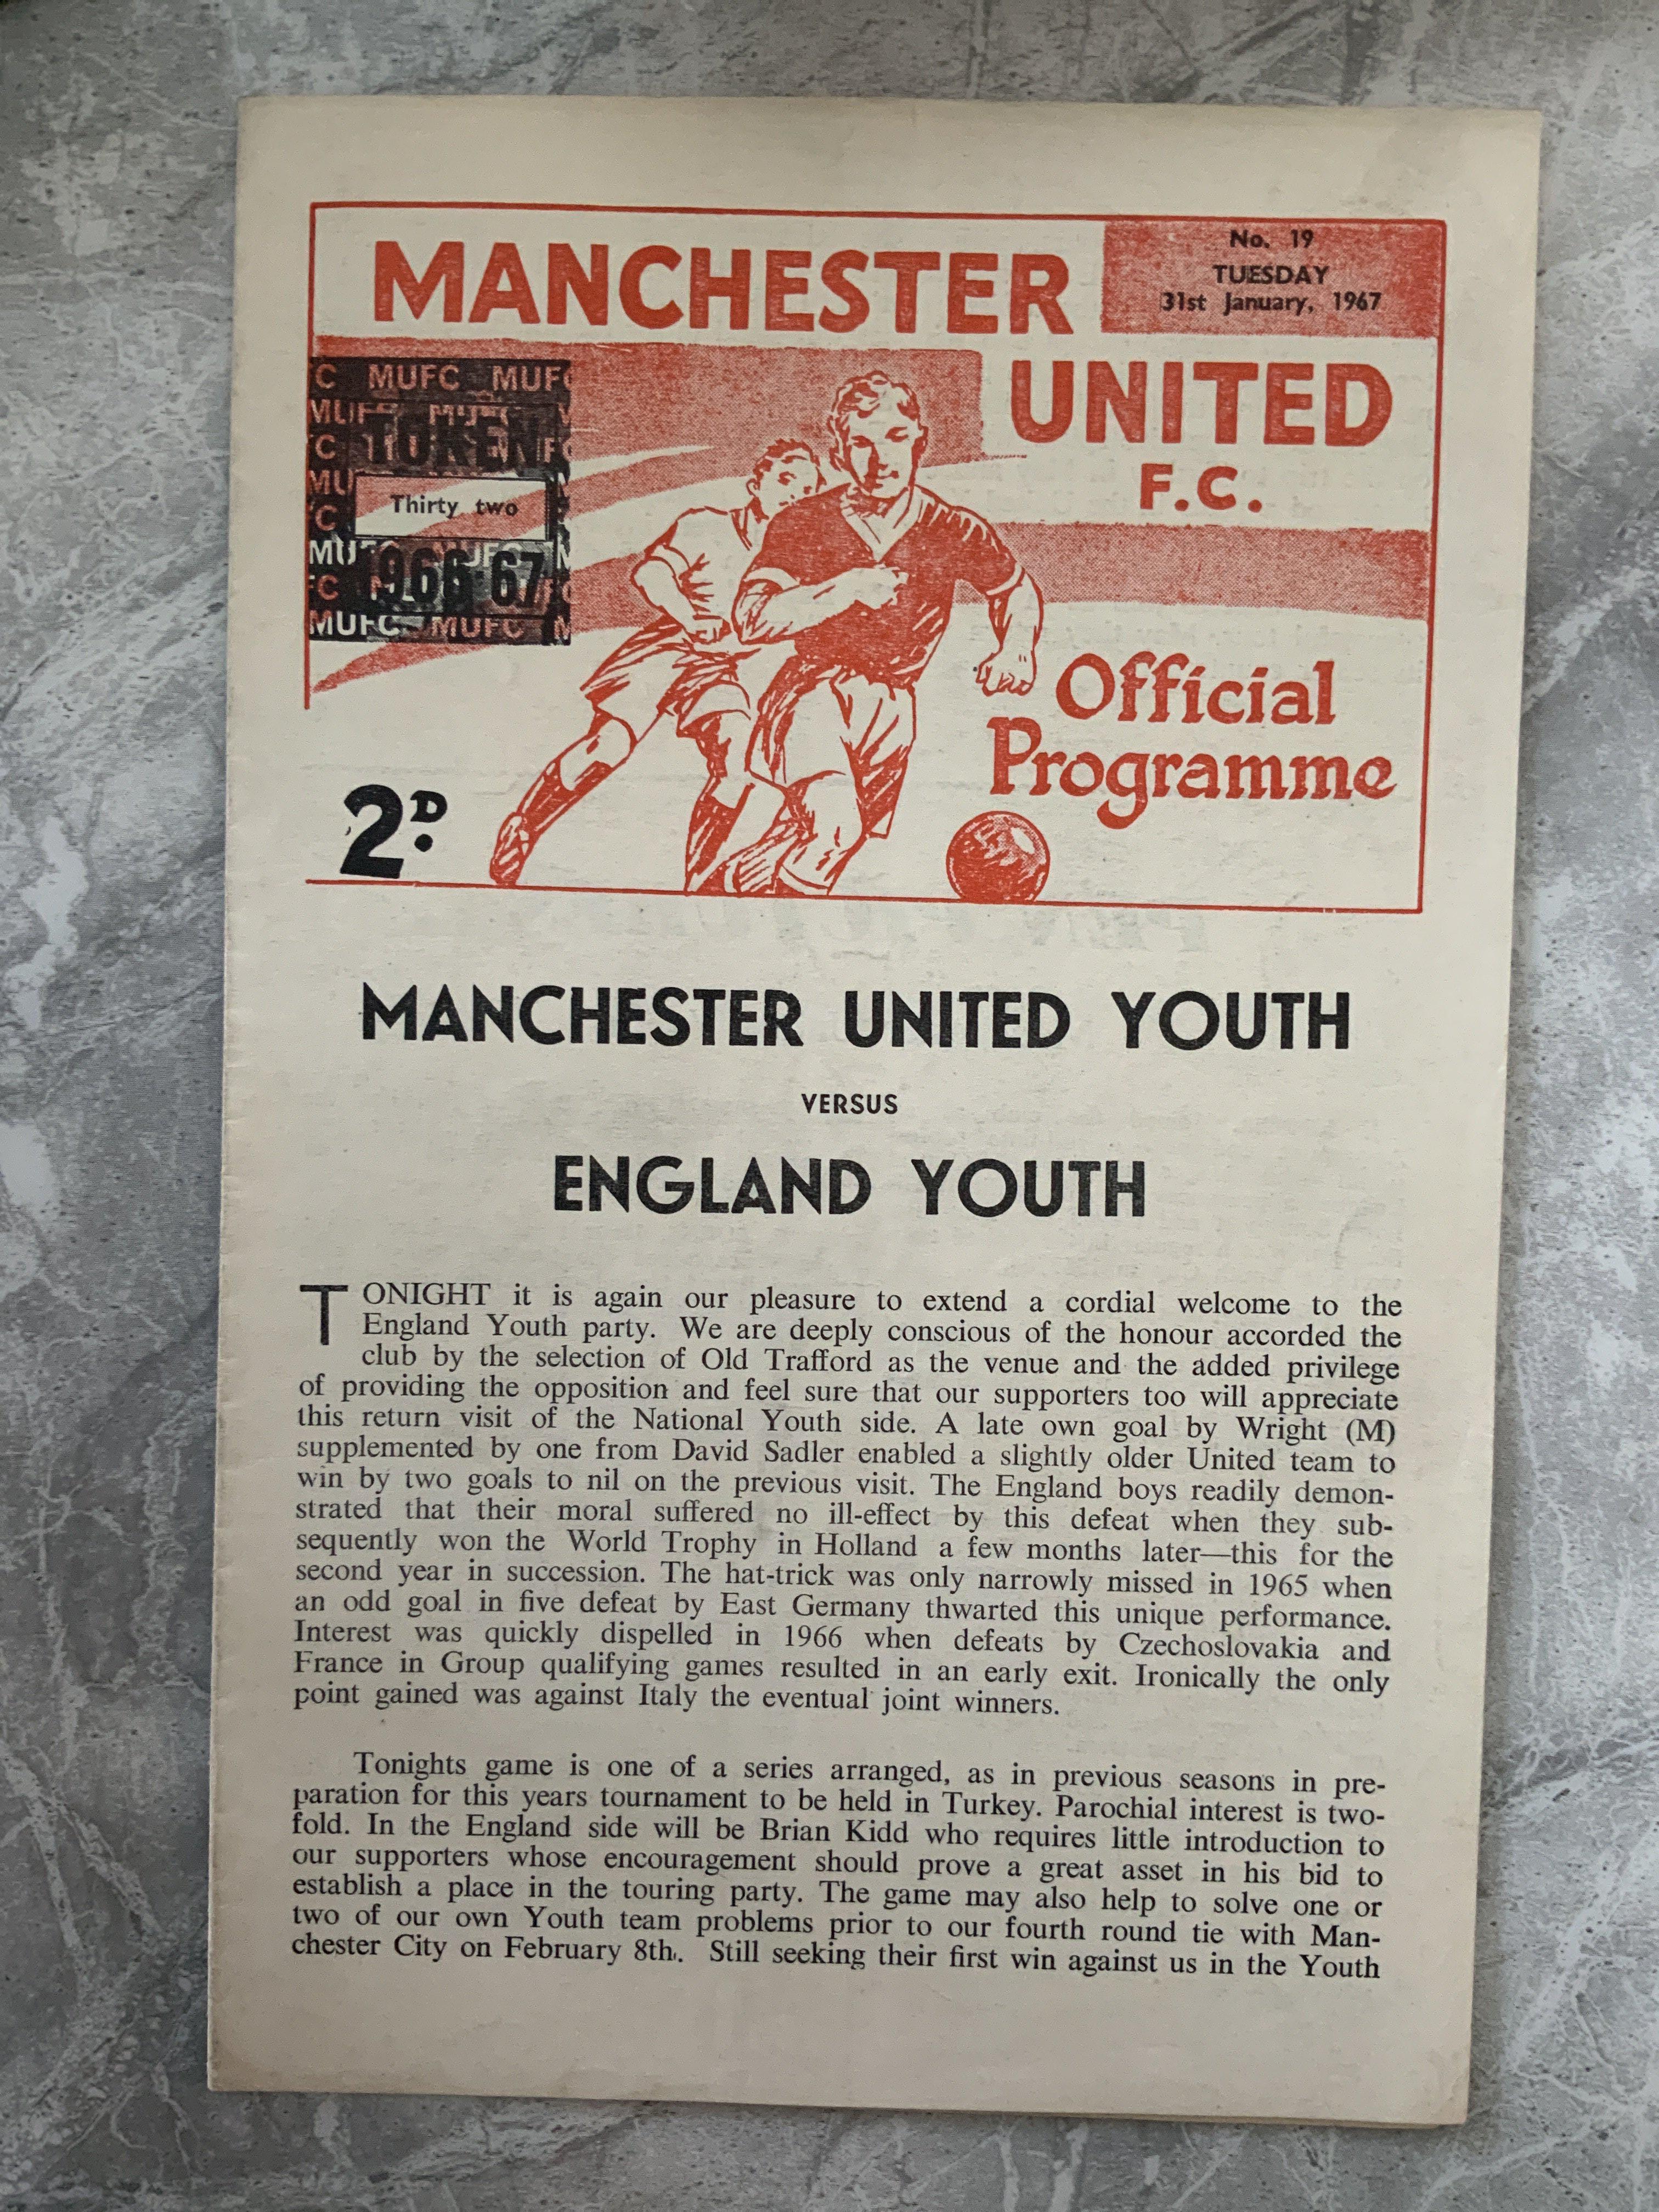 MANCHESTER
No. 19
TUESDAY
31st January, 1967
UNITED
F.C.
C MUFC MUFC
TOKEN
Thirty two
1966-67
MUFC MUFC M
Official
Programme
2D.
MANCHESTER UNITED YOUTH
VERSUS
ENGLAND YOUTH
TONIGHT it is again our pleasure to extend a cordial welcome to the
England Youth party. We are deeply conscious of the honour accorded the
club by the selection of Old Trafford as the venue and the added privilege
of providing the opposition and feel sure that our supporters too will appreciate
this return visit of the National Youth side. A late own goal by Wright (M)
supplemented by one from David Sadler enabled a slightly older United team to
win by two goals to nil on the previous visit. The England boys readily demon-
strated that their moral suffered no ill-effect by this defeat when they sub-
sequently won the World Trophy in Holland a few months later—this for the
second year in succession. The hat-trick was only narrowly missed in 1965 when
an odd goal in five defeat by East Germany thwarted this unique performance.
Interest was quickly dispelled in 1966 when defeats by Czechoslovakia and
France in Group qualifying games resulted in an early exit. Ironically the only
point gained was against Italy the eventual joint winners.
Tonights game is one of a series arranged, as in previous seasons in pre-
paration for this years tournament to be held in Turkey. Parochial interest is two-
fold. In the England side will be Brian Kidd who requires little introduction to
our supporters whose encouragement should prove a great asset in his bid to
establish a place in the touring party. The game may also help to solve one or
two of our own Youth team problems prior to our fourth round tie with Man-
chester City on February 8th. Still seeking their first win against us in the Youth